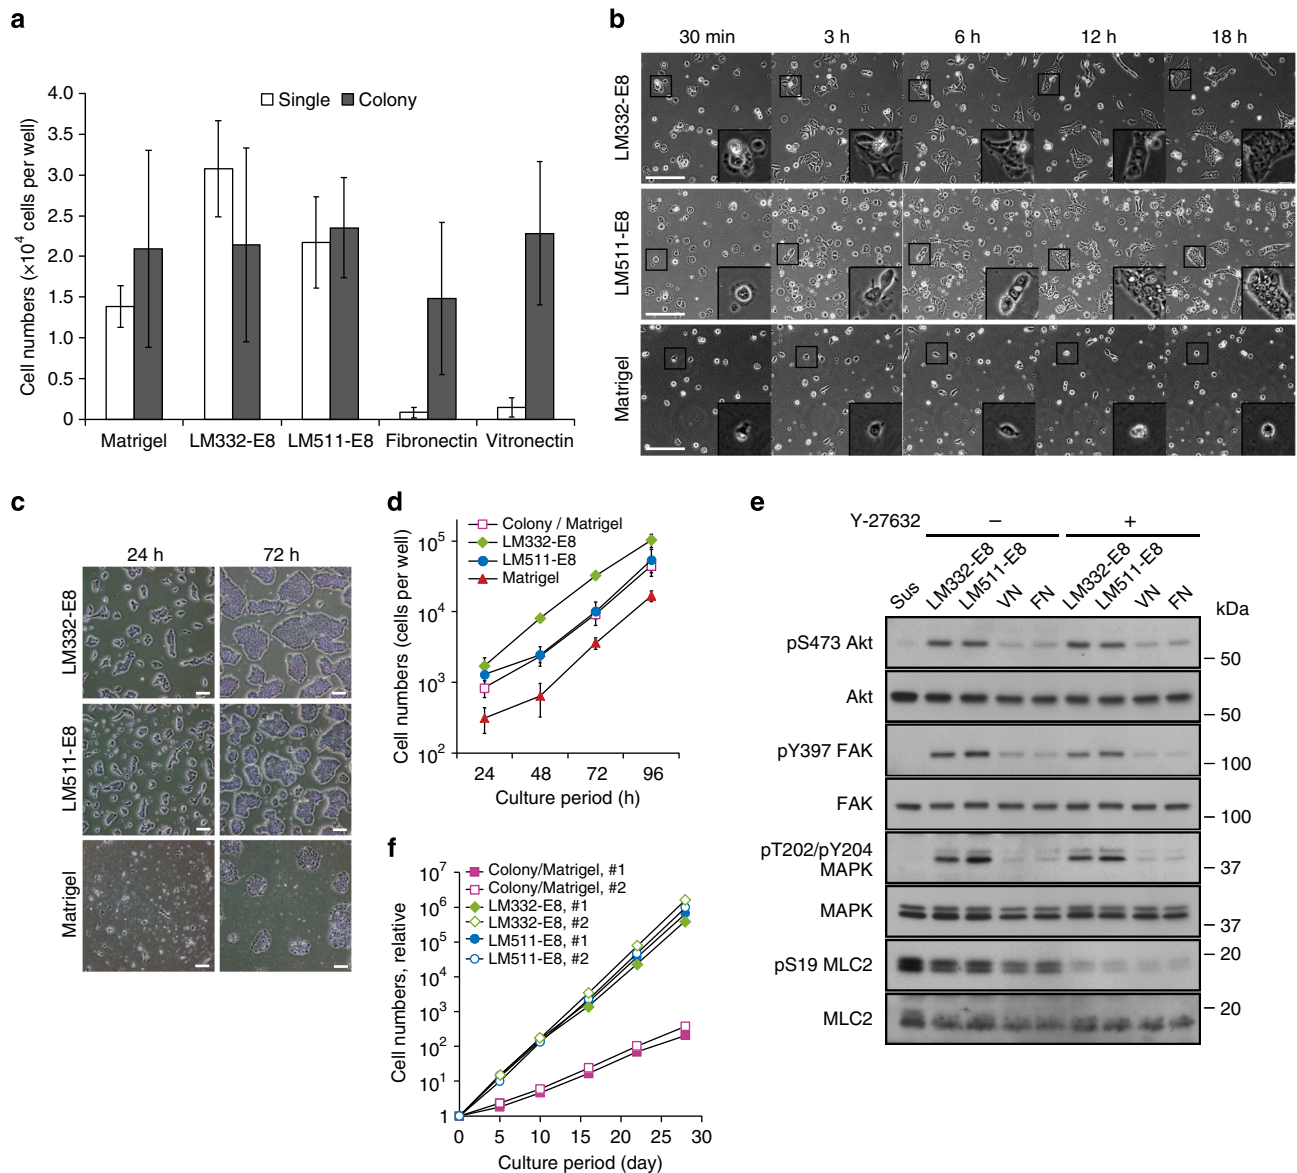 a
Single
Colony
4.0
3.5
3.0
2.5
2.0
1.5
1.0
0.5
0
Cell numbers (×10⁴ cells per well)
Matrigel
LM332-E8
LM511-E8
Fibronectin
Vitronectin
b
30 min
3 h
6 h
12 h
18 h
LM332-E8
LM511-E8
Matrigel
c
24 h
72 h
LM332-E8
LM511-E8
Matrigel
d
Colony / Matrigel
LM332-E8
LM511-E8
Matrigel
10⁵
10⁴
10³
10²
Cell numbers (cells per well)
24
48
72
96
Culture period (h)
e
Y-27632
–
+
Sus
LM332-E8
LM511-E8
VN
FN
LM332-E8
LM511-E8
VN
FN
kDa
pS473 Akt
50
Akt
50
pY397 FAK
100
FAK
100
pT202/pY204
MAPK
37
MAPK
37
pS19 MLC2
20
MLC2
20
f
Colony/Matrigel, #1
Colony/Matrigel, #2
LM332-E8, #1
LM332-E8, #2
LM511-E8, #1
LM511-E8, #2
10⁷
10⁶
10⁵
10⁴
10³
10²
10¹
1
Cell numbers, relative
0
5
10
15
20
25
30
Culture period (day)